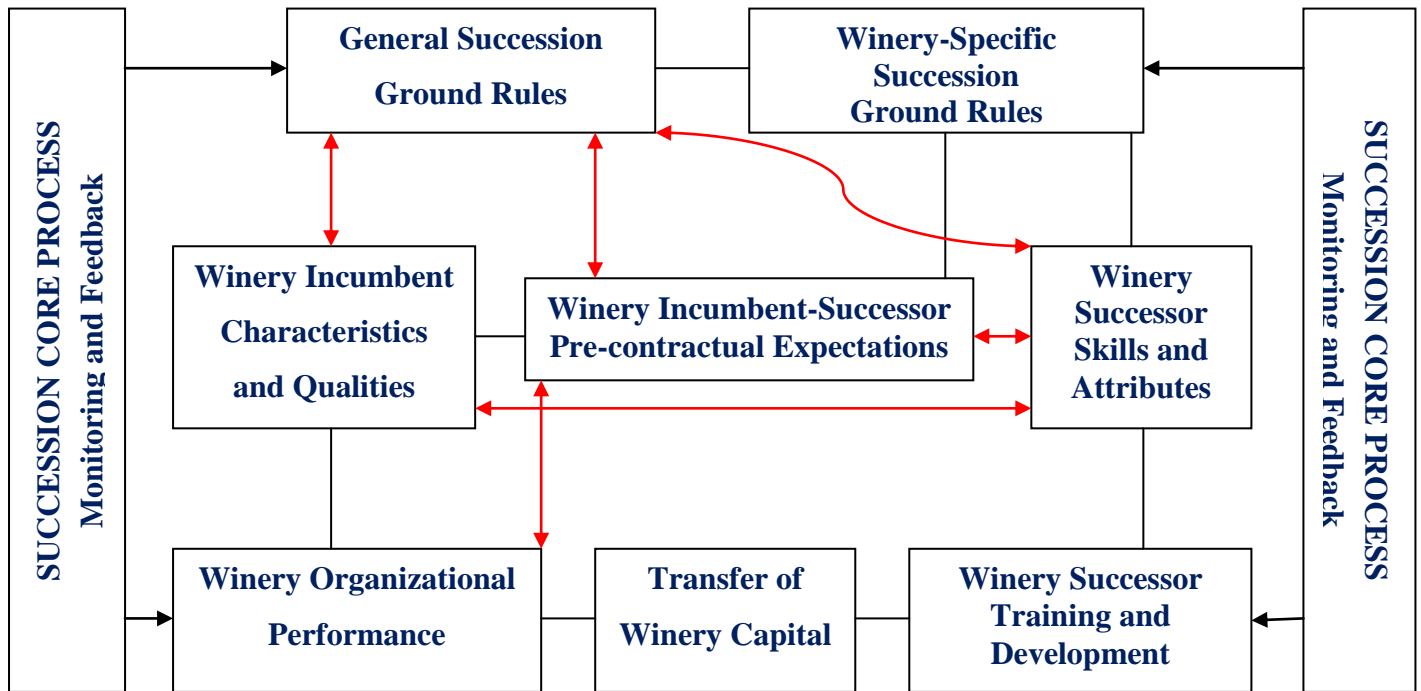 SUCCESSION CORE PROCESS
Monitoring and Feedback
General Succession
Ground Rules
Winery-Specific
Succession
Ground Rules
Winery Incumbent
Characteristics
and Qualities
Winery Incumbent-Successor
Pre-contractual Expectations
Winery
Successor
Skills and
Attributes
Winery Organizational
Performance
Transfer of
Winery Capital
Winery Successor
Training and
Development
SUCCESSION CORE PROCESS
Monitoring and Feedback